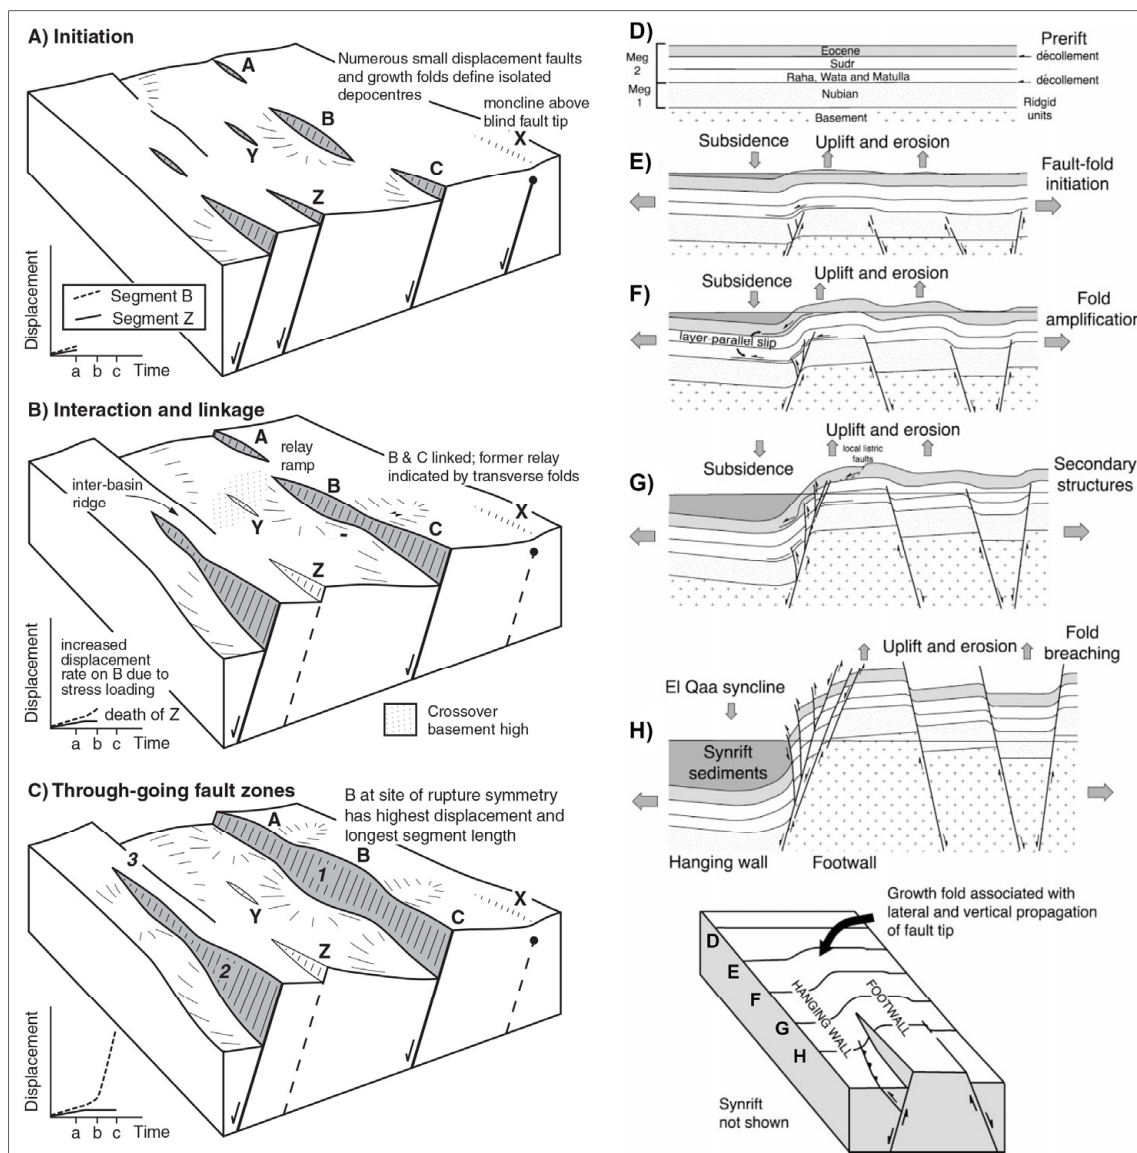 A) Initiation
Numerous small displacement faults
and growth folds define isolated
depocentres
moncline above
blind fault tip
A
B
X
Y
C
Z
Displacement
Segment B
Segment Z
a b c Time
B) Interaction and linkage
A
relay
ramp
B & C linked; former relay
indicated by transverse folds
inter-basin
ridge
B
Y
C
X
Z
Displacement
increased
displacement
rate on B due to
stress loading
death of Z
a b c Time
Crossover
basement high
C) Through-going fault zones
B at site of rupture symmetry
has highest displacement and
longest segment length
A
B
3
1
X
Y
C
Z
2
Displacement
a b c Time
D)
Prerift
Meg
2
Eocene
décollement
Sudr
Raha, Wata and Matulla
décollement
Meg
1
Nubian
Ridgid
units
Basement
Subsidence
Uplift and erosion
E)
Fault-fold
initiation
Subsidence
Uplift and erosion
F)
Fold
amplification
layer-parallel slip
Uplift and erosion
local listric
faults
Subsidence
Secondary
structures
G)
Uplift and erosion
Fold
breaching
El Qaa syncline
H)
Synrift
sediments
Hanging wall
Footwall
Growth fold associated with
lateral and vertical propagation
of fault tip
D
E
F
G
H
HANGING WALL
FOOTWALL
Synrift
not shown